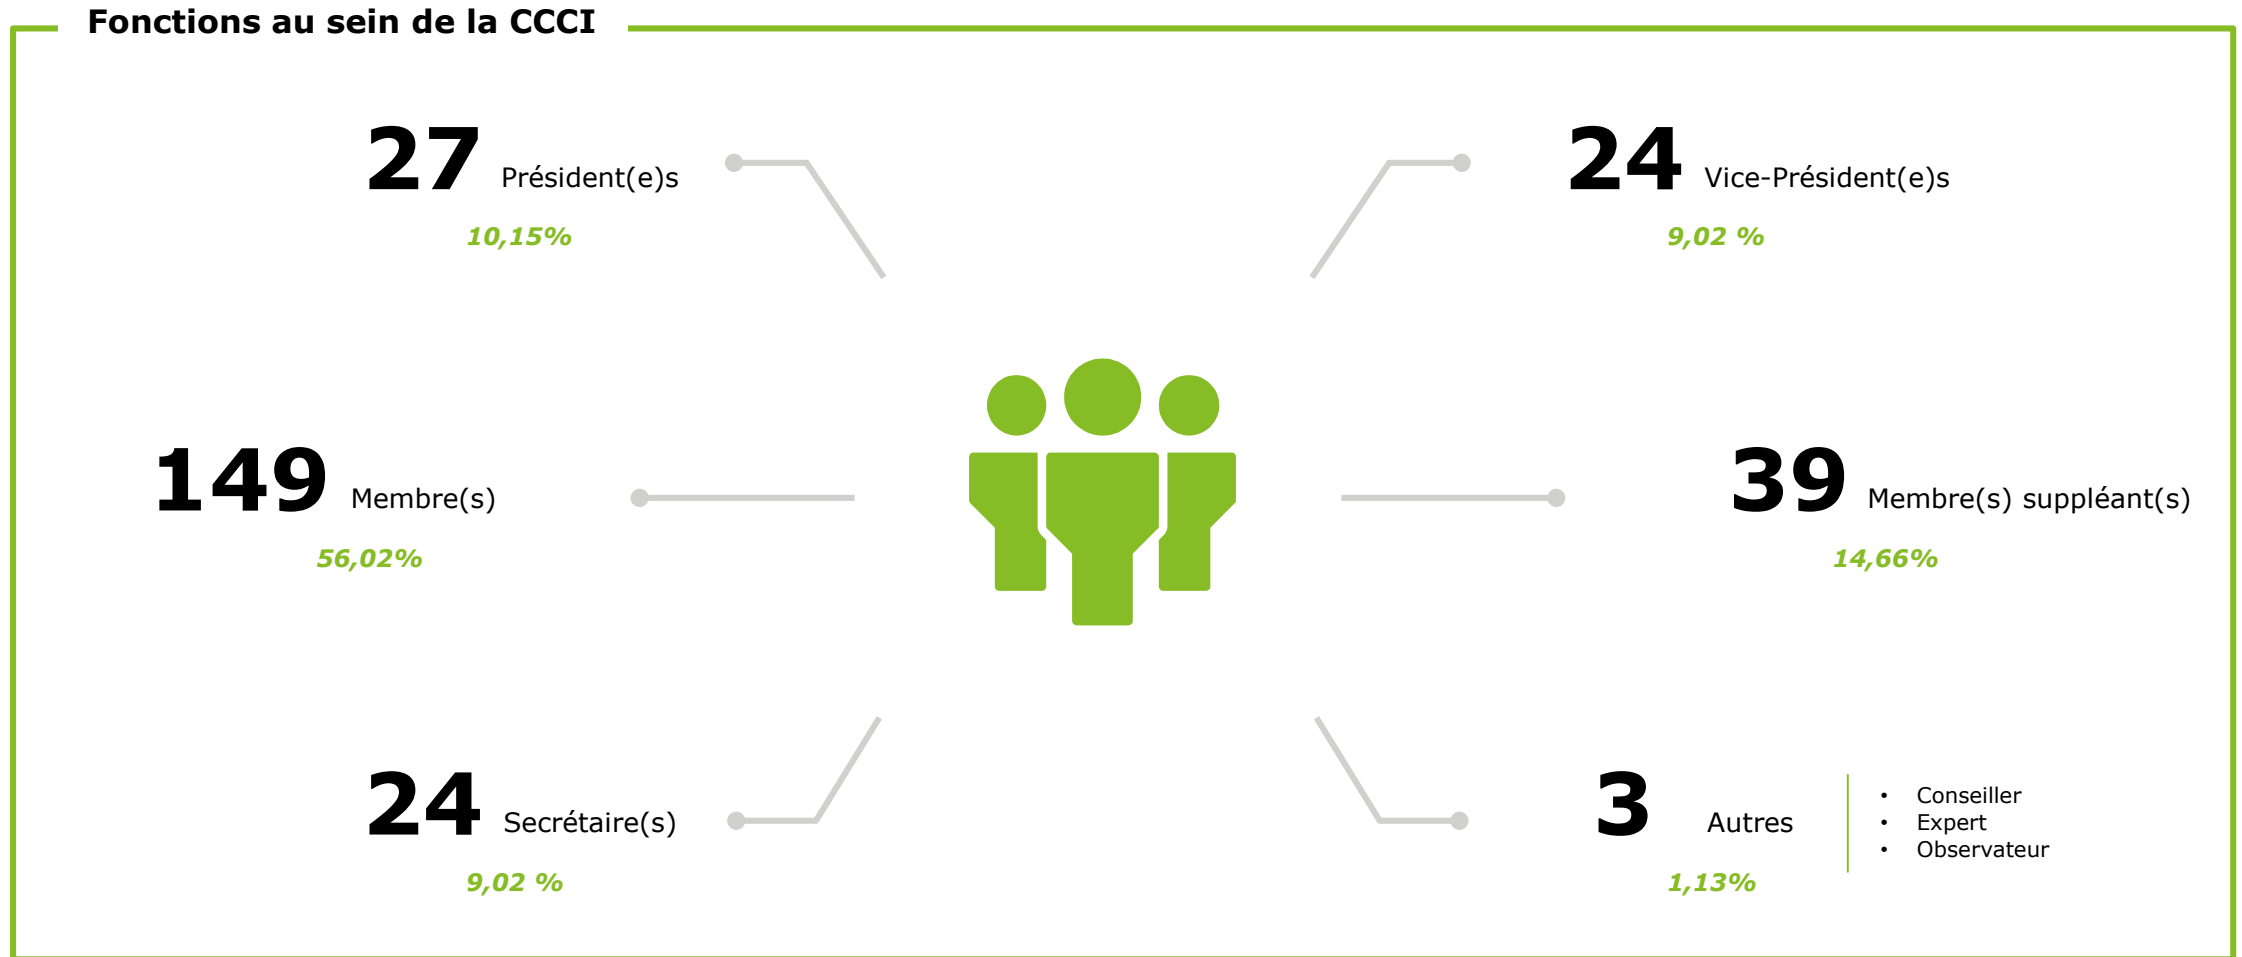 Fonctions au sein de la CCCI
27 Président(e)s
10,15%
24 Vice-Président(e)s
9,02 %
149 Membre(s)
56,02%
39 Membre(s) suppléant(s)
14,66%
24 Secrétaire(s)
9,02 %
3 Autres
1,13%
• Conseiller
• Expert
• Observateur